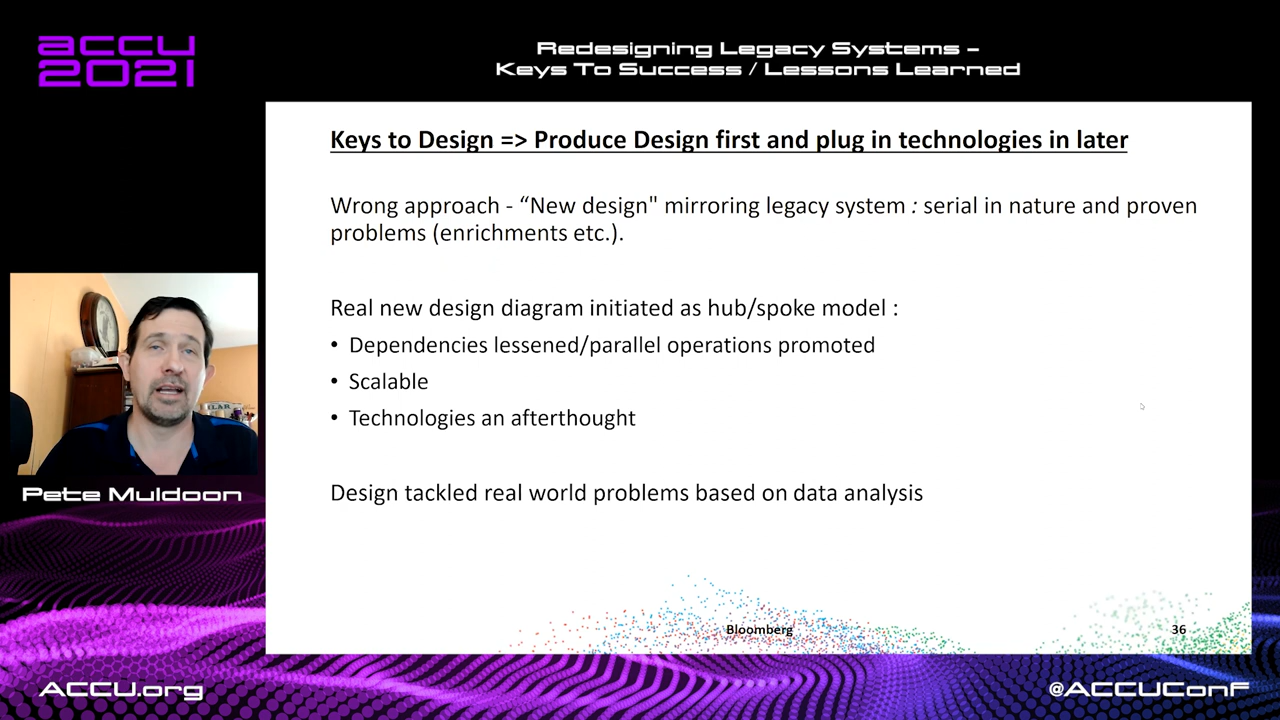 accu
2021
Redesigning Legacy Systems –
Keys To Success / Lessons Learned
Keys to Design => Produce Design first and plug in technologies in later
Wrong approach - “New design" mirroring legacy system : serial in nature and proven
problems (enrichments etc.).
Real new design diagram initiated as hub/spoke model :
• Dependencies lessened/parallel operations promoted
• Scalable
• Technologies an afterthought
Design tackled real world problems based on data analysis
Pete Muldoon
Bloomberg
36
ACCU.org
@ACCUConf